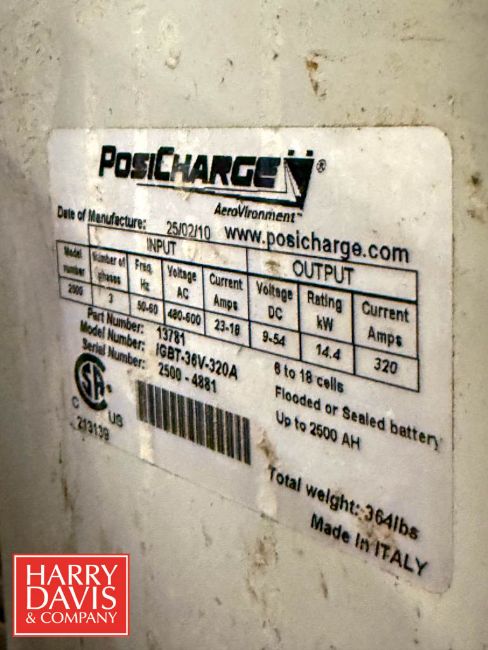 POSICHARGE ®
AeroVironment™
Date of Manufacture: 25/02/10 www.posicharge.com
INPUT OUTPUT
Model number Number of phases Freq. Hz Voltage AC Current Amps Voltage DC Rating kW Current Amps
2500 3 50-60 480-600 23-18 9-54 14.4 320
Part Number: 13781
Model Number: IGBT-36V-320A
Serial Number: 2500 - 4881
6 to 18 cells
Flooded or Sealed battery
Up to 2500 AH
C US
213139
Total weight: 364lbs
Made in ITALY
HARRY
DAVIS
& COMPANY